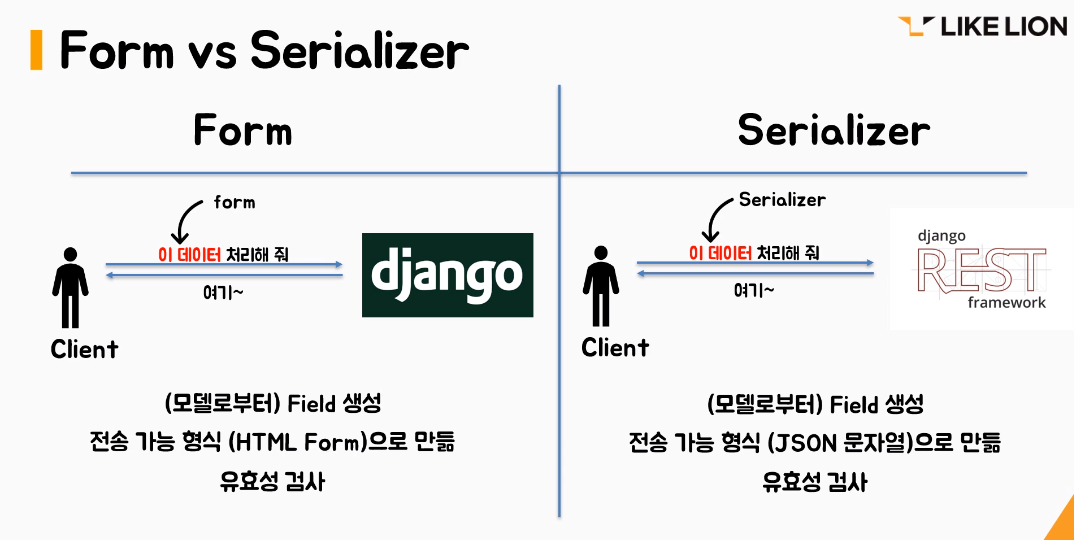 LIKE LION
Form vs Serializer
Form
form
이 데이터 처리해 줘
django
여기~
Client
(모델로부터) Field 생성
전송 가능 형식 (HTML Form)으로 만듦
유효성 검사
Serializer
Serializer
이 데이터 처리해 줘
django
REST
framework
여기~
Client
(모델로부터) Field 생성
전송 가능 형식 (JSON 문자열)으로 만듦
유효성 검사